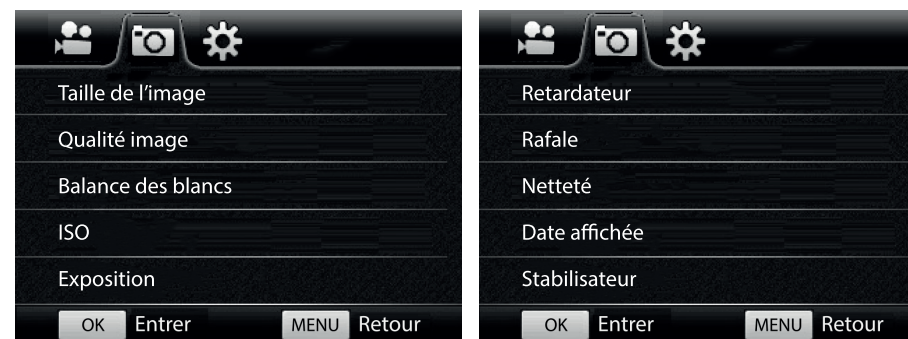 Taille de l'image
Qualité image
Balance des blancs
ISO
Exposition
OK Entrer MENU Retour
Retardateur
Rafale
Netteté
Date affichée
Stabilisateur
OK Entrer MENU Retour